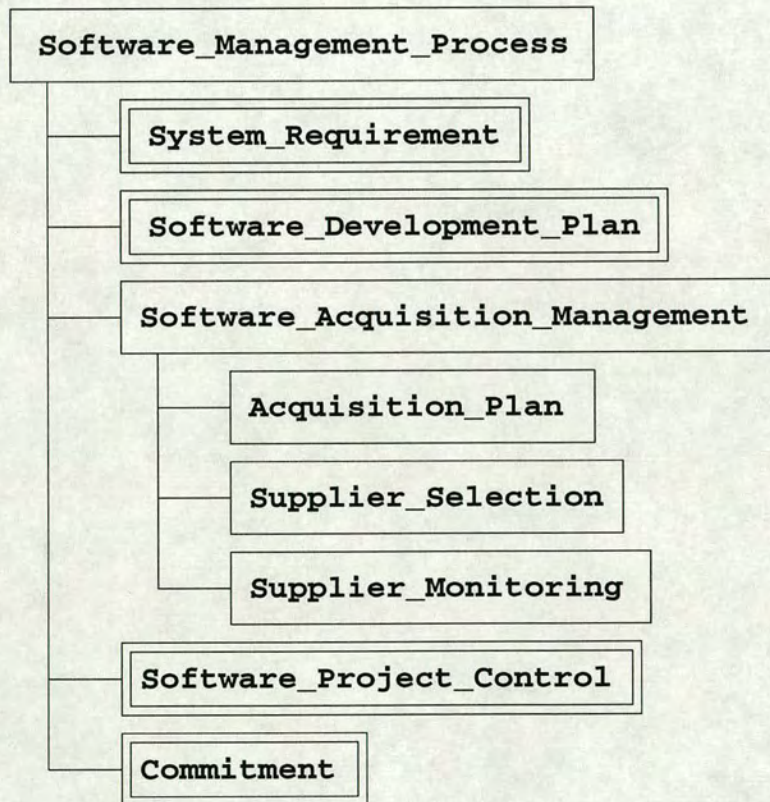 Software_Management_Process
System_Requirement
Software_Development_Plan
Software_Acquisition_Management
Acquisition_Plan
Supplier_Selection
Supplier_Monitoring
Software_Project_Control
Commitment